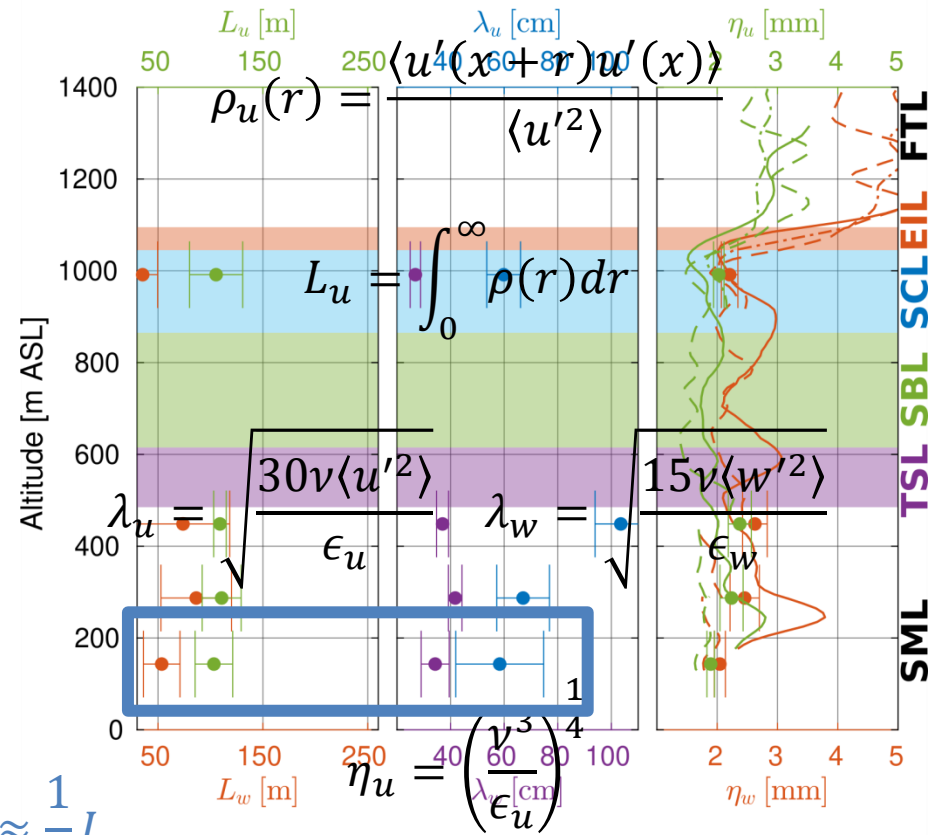 L_u [m] λ_u [cm] η_u [mm]
50 150 250 40 60 80 100 2 3 4 5
ρ_u(r) = ⟨u′(x + r)u′(x)⟩ / ⟨u′²⟩
L_u = ∫_0^∞ ρ(r)dr
λ_u = √(30ν⟨u′²⟩ / ϵ_u) λ_w = √(15ν⟨w′²⟩ / ϵ_w)
η_u = (ν³ / ϵ_u)^{1/4}
Altitude [m ASL]
1400
1200
1000
800
600
400
200
0
FTL
EIL
SCL
SBL
TSL
SML
50 150 250 40 60 80 100 2 3 4 5
L_w [m] λ_u [cm] η_w [mm]
≈ 1